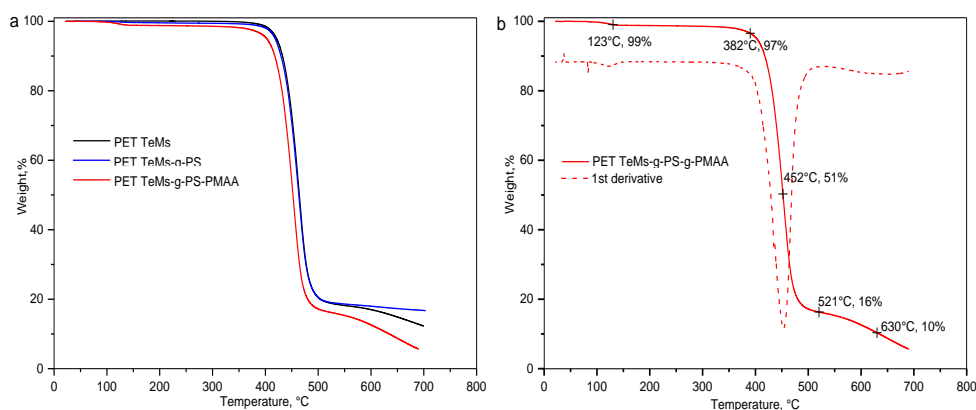 a
100
80
60
40
20
0
Weight,%
PET TeMs
PET TeMs-g-PS
PET TeMs-g-PS-PMAA
0 100 200 300 400 500 600 700 800
Temperature, °C
b
100
80
60
40
20
0
Weight,%
123°C, 99%
382°C, 97%
PET TeMs-g-PS-g-PMAA
1st derivative
452°C, 51%
521°C, 16%
630°C, 10%
0 100 200 300 400 500 600 700 800
Temperature, °C